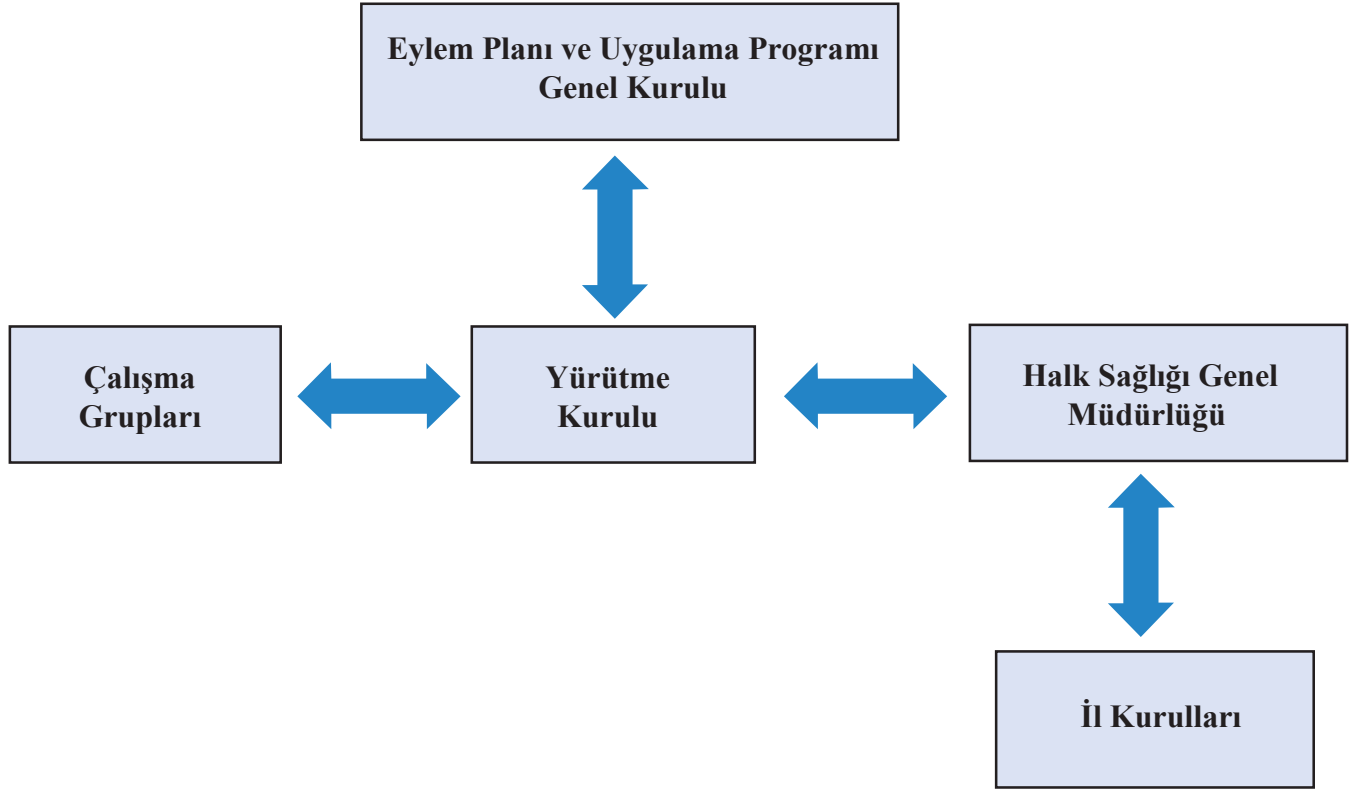 Eylem Planı ve Uygulama Programı
Genel Kurulu
Çalışma
Grupları
Yürütme
Kurulu
Halk Sağlığı Genel
Müdürlüğü
İl Kurulları